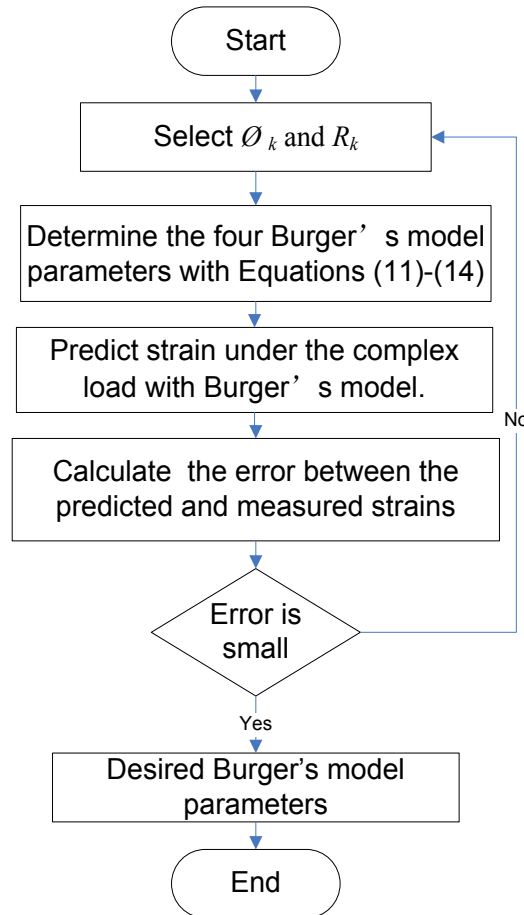 Start
Select Ø k and R k
Determine the four Burger’ s model
parameters with Equations (11)-(14)
Predict strain under the complex
load with Burger’ s model.
Calculate the error between the
predicted and measured strains
No
Error is
small
Yes
Desired Burger's model
parameters
End